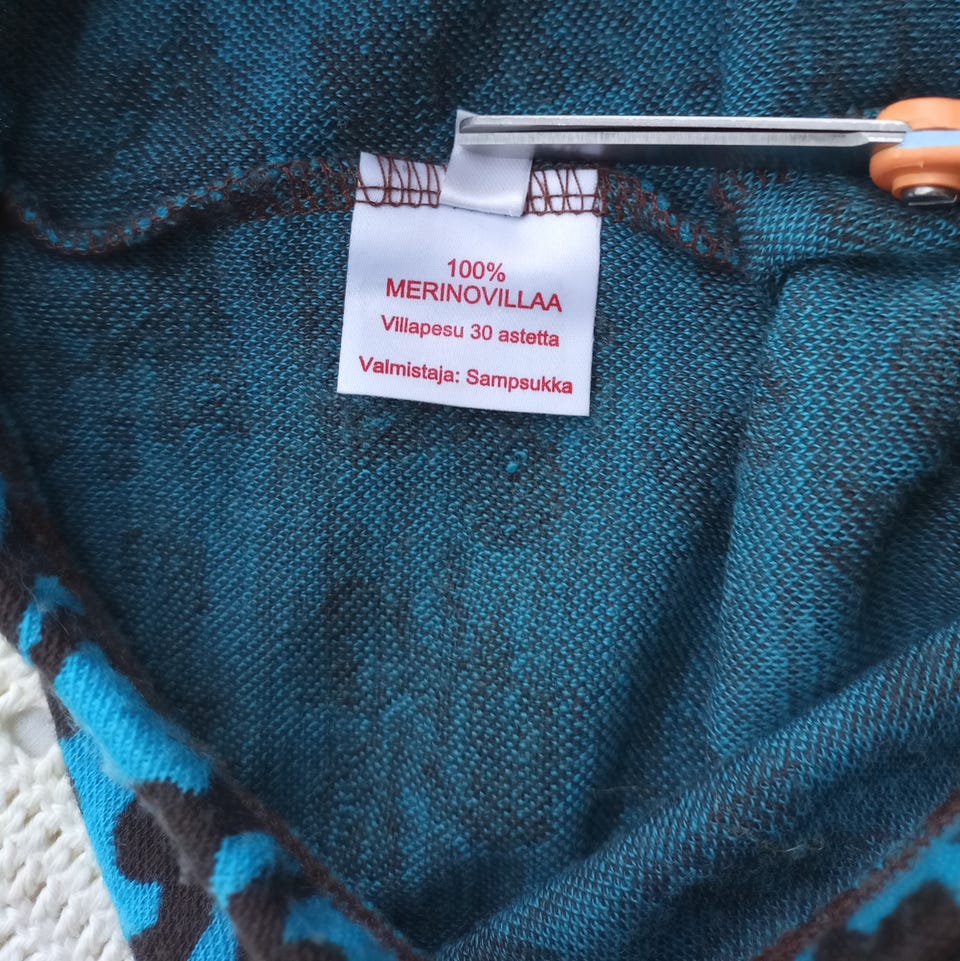 100%
MERINOVILLAA
Villapesu 30 astetta
Valmistaja: Sampsukka